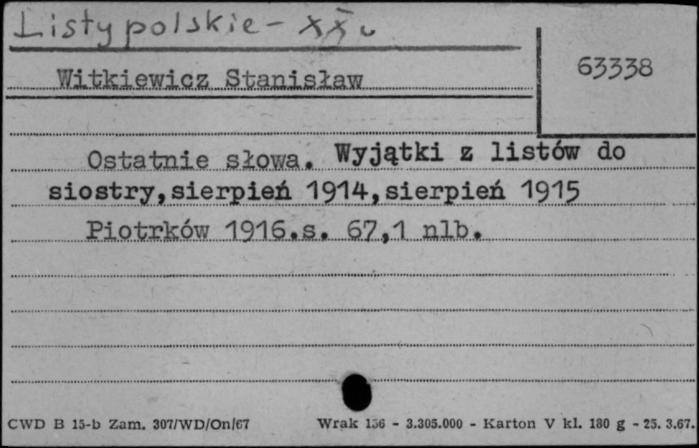 Listy polskie - XX w
63338
Witkiewicz Stanisław
Ostatnie słowa. Wyjątki z listów do
siostry,sierpień 1914,sierpień 1915
Piotrków 1916.s. 67,1 nlb.
CWD B 15-b Zam. 307/WD/On/67 Wrak 156 - 3.305.000 - Karton V kl. 180 g - 25. 3.67.